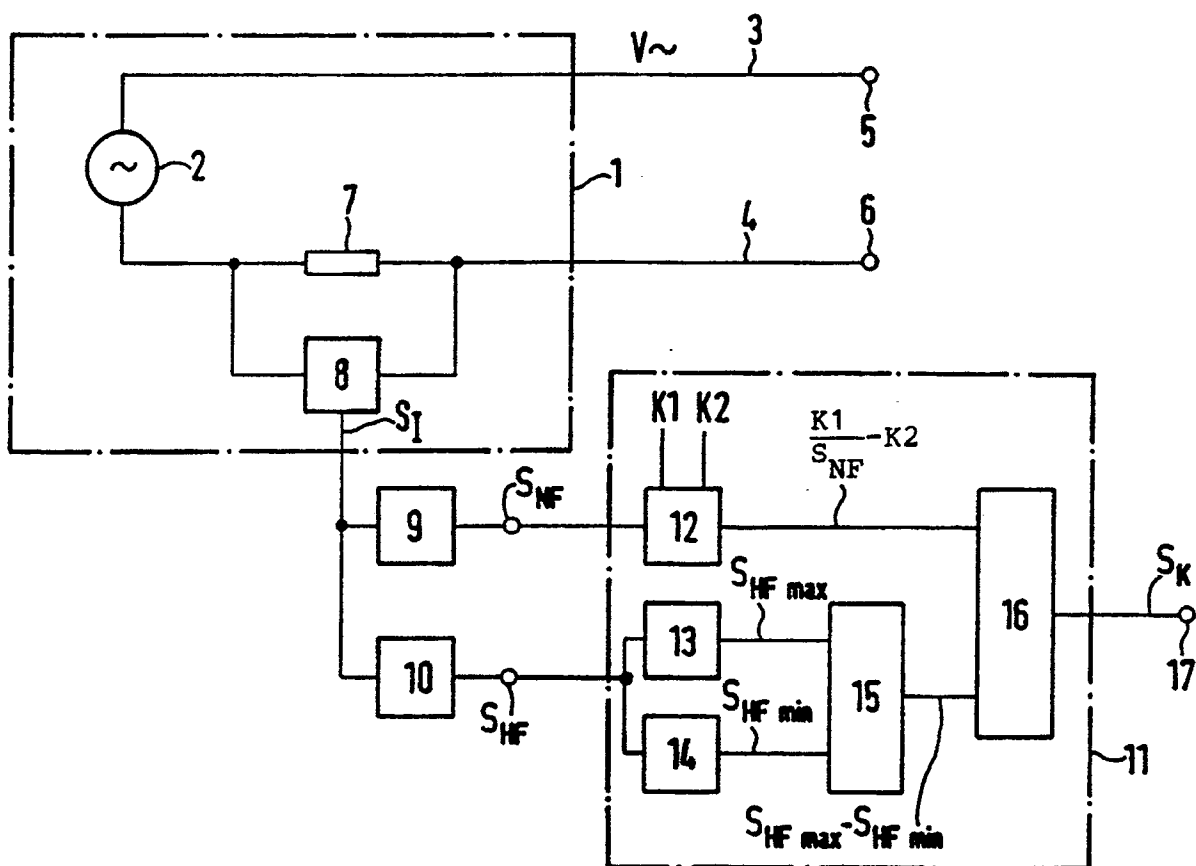 V~
3
5
2
1
7
4
6
8
S_I
K1 K2
K1
S_NF -K2
S_NF
9
12
S_K
S_HF max
13
16
10
15
17
S_HF min
S_HF
14
11
S_HF max-S_HF min